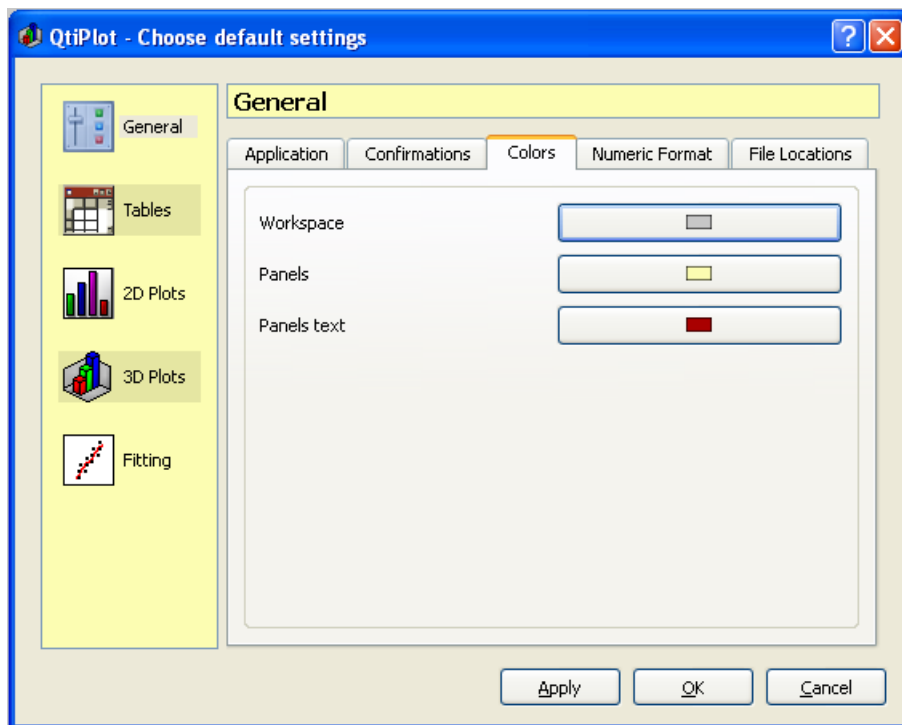 QtiPlot - Choose default settings
General
Tables
2D Plots
3D Plots
Fitting
General
Application Confirmations Colors Numeric Format File Locations
Workspace
Panels
Panels text
Apply OK Cancel